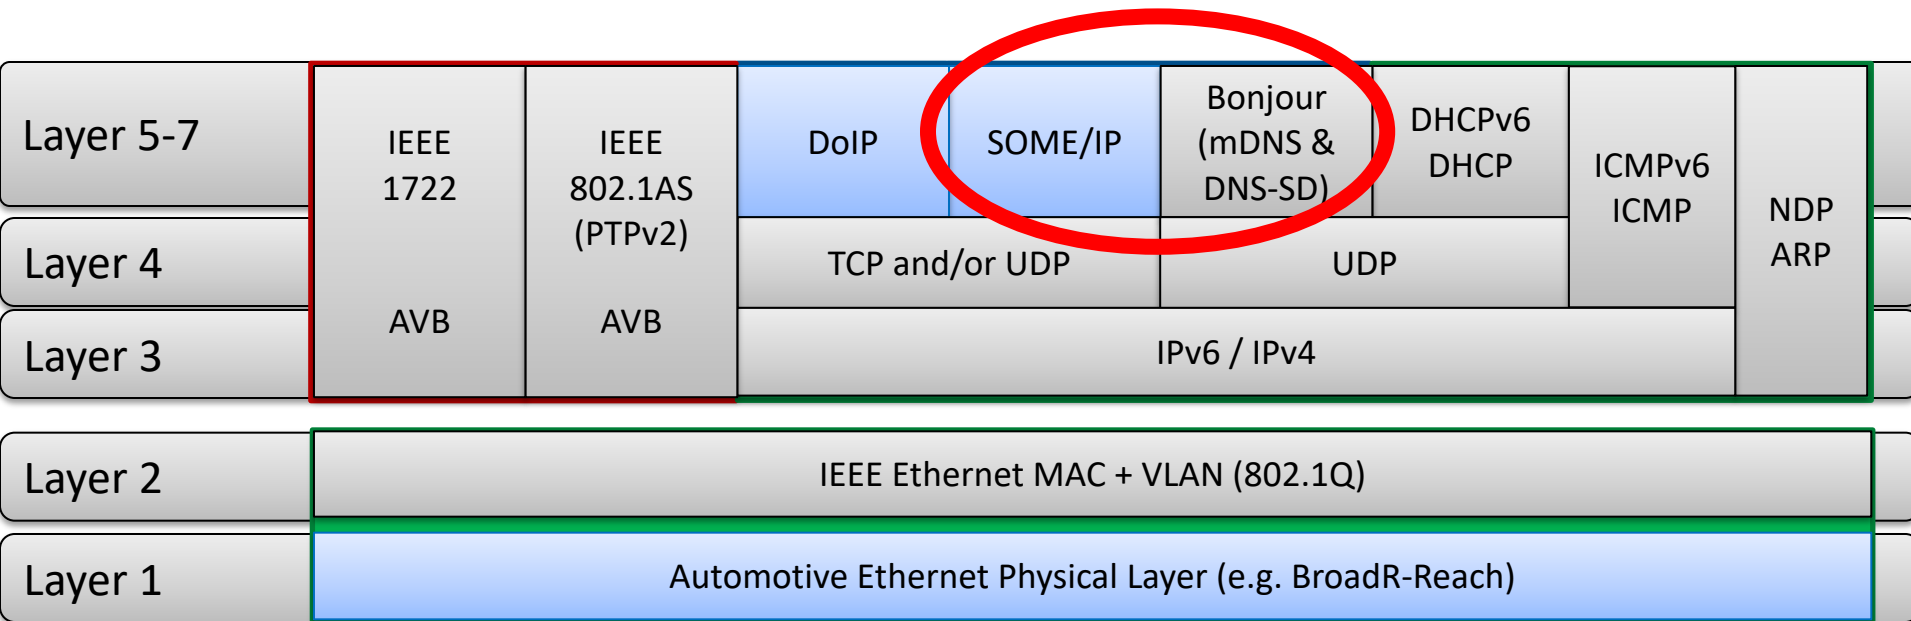 Layer 5-7
IEEE
1722
AVB
IEEE
802.1AS
(PTPv2)
AVB
DoIP
SOME/IP
Bonjour
(mDNS &
DNS-SD)
DHCPv6
DHCP
ICMPv6
ICMP
NDP
ARP
Layer 4
TCP and/or UDP
UDP
Layer 3
IPv6 / IPv4
Layer 2
IEEE Ethernet MAC + VLAN (802.1Q)
Layer 1
Automotive Ethernet Physical Layer (e.g. BroadR-Reach)